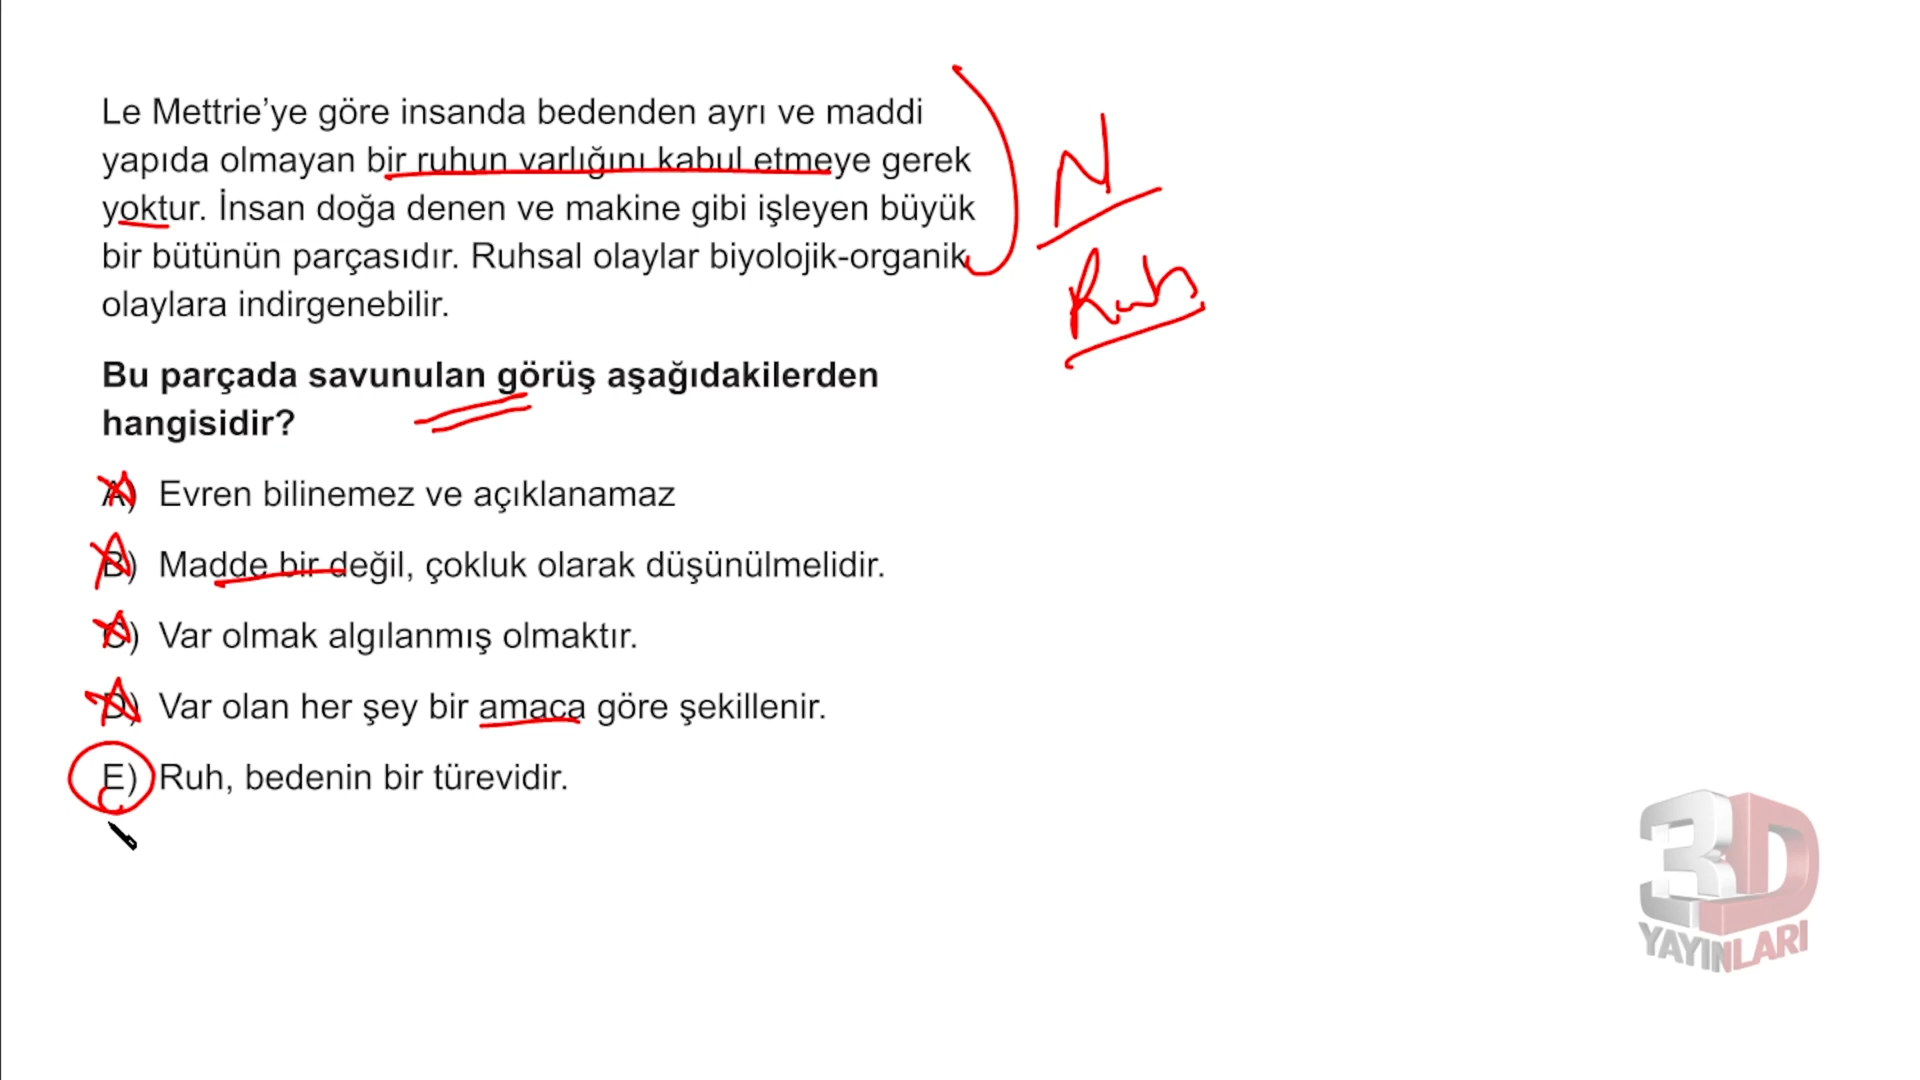 Le Mettrie’ye göre insanda bedenden ayrı ve maddi
yapıda olmayan bir ruhun varlığını kabul etmeye gerek
yoktur. İnsan doğa denen ve makine gibi işleyen büyük
bir bütünün parçasıdır. Ruhsal olaylar biyolojik-organik
olaylara indirgenebilir.
N
Ruh
Bu parçada savunulan görüş aşağıdakilerden
hangisidir?
A) Evren bilinemez ve açıklanamaz
B) Madde bir değil, çokluk olarak düşünülmelidir.
C) Var olmak algılanmış olmaktır.
D) Var olan her şey bir amaca göre şekillenir.
E) Ruh, bedenin bir türevidir.
3D
YAYINLARI